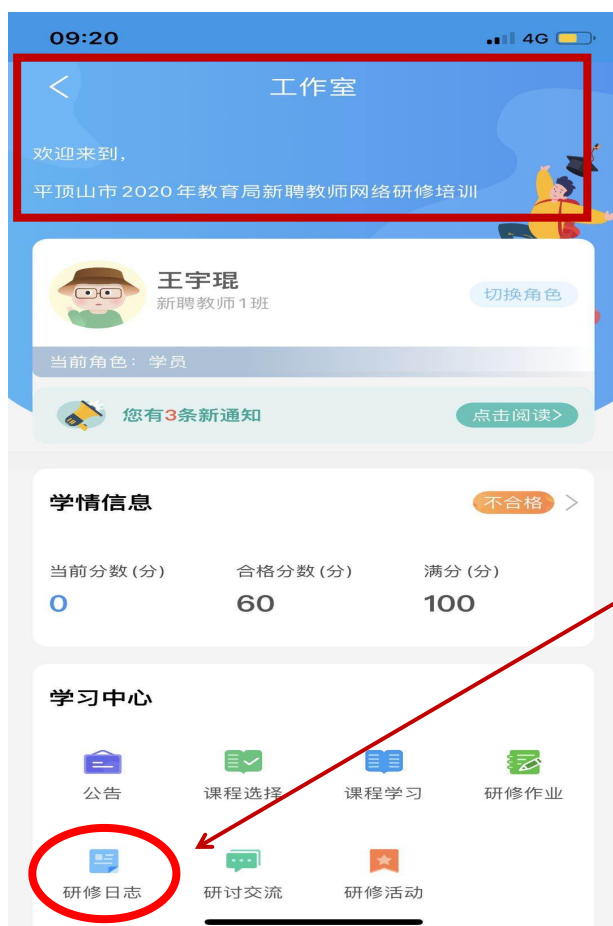 09:20
4G
工作室
欢迎来到，
平顶山市2020年教育局新聘教师网络研修培训
王宇琨
新聘教师1班
切换角色
当前角色：学员
您有3条新通知
点击阅读>
学情信息
不合格 >
当前分数(分) 合格分数(分) 满分(分)
0 60 100
学习中心
公告 课程选择 课程学习 研修作业
研修日志 研讨交流 研修活动